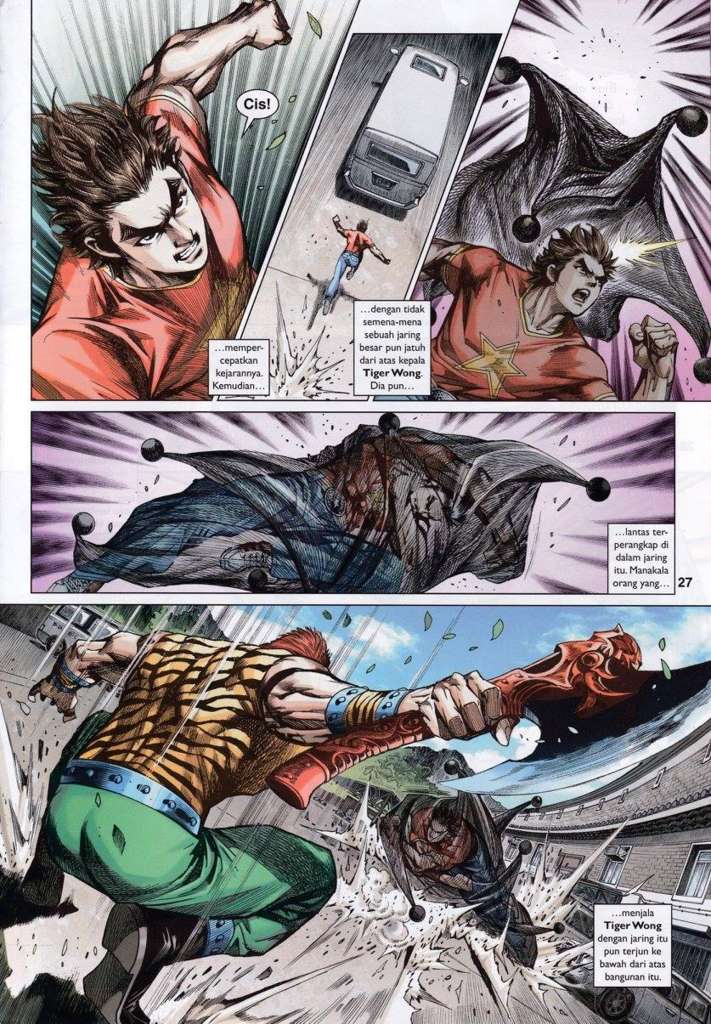 Cis!
...memper-
cepatkan
kejarannya.
Kemudian...
...dengan tidak
semena-mena
sebuah jaring
besar pun jatuh
dari atas kepala
Tiger Wong.
Dia pun...
...lantas ter-
perangkap di
dalam jaring
itu. Manakala
orang yang...
27
...menjala
Tiger Wong
dengan jaring itu
pun terjun ke
bawah dari atas
bangunan itu.